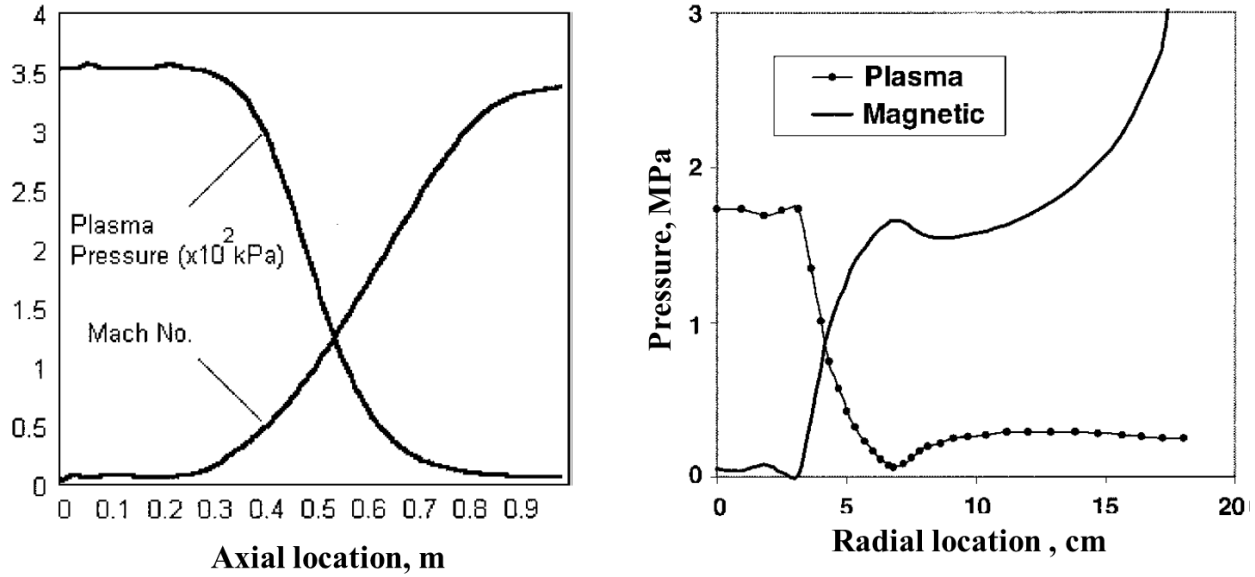 4
3.5
3
2.5
2
1.5
1
0.5
0
Plasma
Pressure (x10²kPa)
Mach No.
0 0.1 0.2 0.3 0.4 0.5 0.6 0.7 0.8 0.9
Axial location, m
Pressure, MPa
3
2
1
0
Plasma
Magnetic
0 5 10 15 20
Radial location , cm